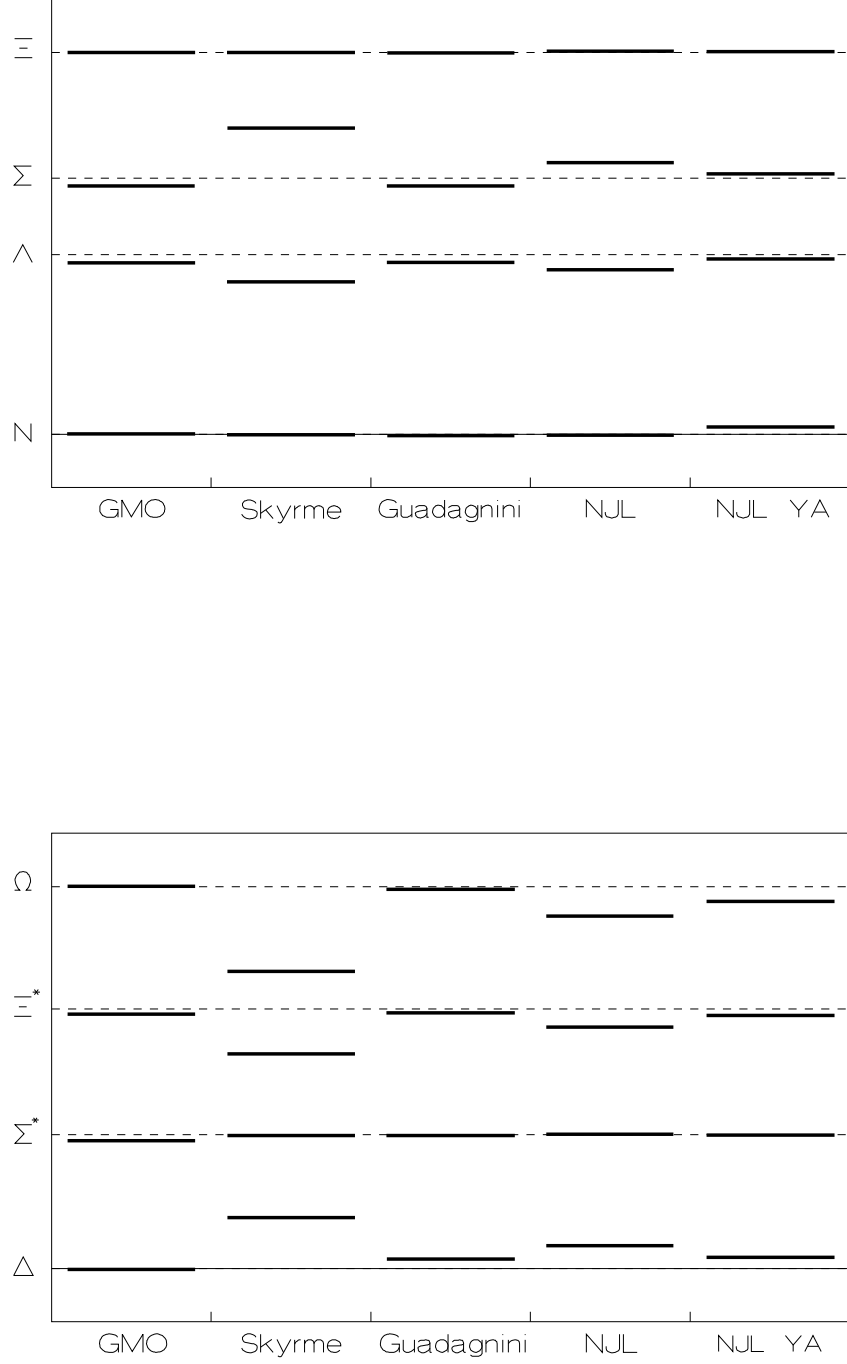 Ξ
Σ
Λ
N
GMO Skyrme Guadagnini NJL NJL YA
Ω
Ξ*
Σ*
Δ
GMO Skyrme Guadagnini NJL NJL YA